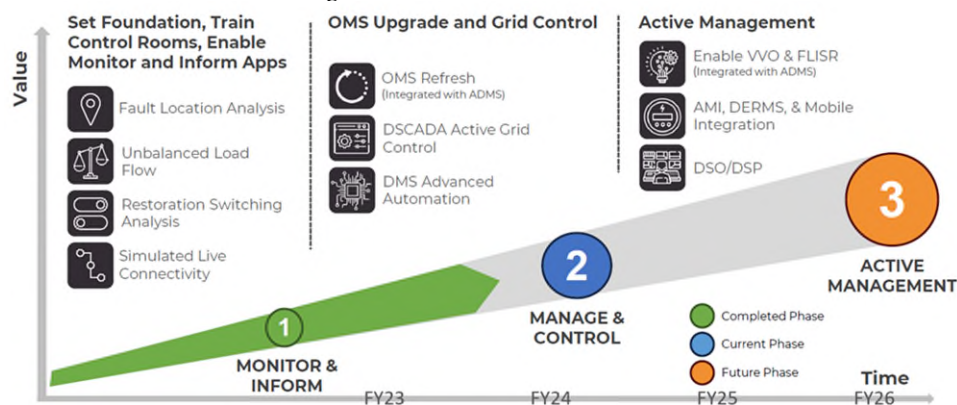 Set Foundation, Train
Control Rooms, Enable
Monitor and Inform Apps
Fault Location Analysis
Unbalanced Load
Flow
Restoration Switching
Analysis
Simulated Live
Connectivity
OMS Upgrade and Grid Control
OMS Refresh
(Integrated with ADMS)
DSCADA Active Grid
Control
DMS Advanced
Automation
Active Management
Enable VVO & FLISR
(Integrated with ADMS)
AMI, DERMS, & Mobile
Integration
DSO/DSP
Value
1
MONITOR &
INFORM
2
MANAGE &
CONTROL
3
ACTIVE
MANAGEMENT
Completed Phase
Current Phase
Future Phase
Time
FY23
FY24
FY25
FY26